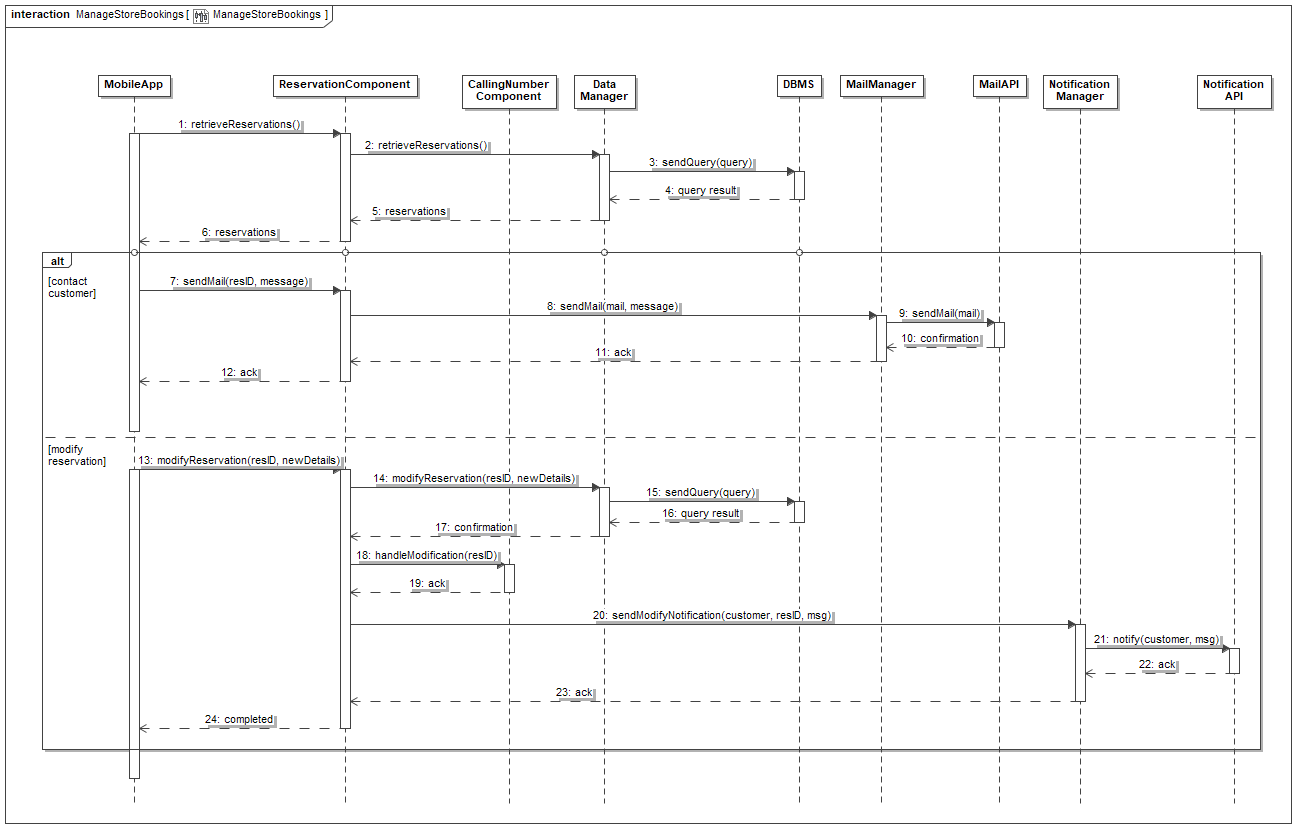 interaction ManageStoreBookings [ ManageStoreBookings ]
MobileApp
ReservationComponent
CallingNumber
Component
Data
Manager
DBMS
MailManager
MailAPI
Notification
Manager
Notification
API
1: retrieveReservations()
2: retrieveReservations()
3: sendQuery(query)
4: query result
5: reservations
6: reservations
alt
[contact
customer]
7: sendMail(resID, message)
8: sendMail(mail, message)
9: sendMail(mail)
10: confirmation
11: ack
12: ack
[modify
reservation]
13: modifyReservation(resID, newDetails)
14: modifyReservation(resID, newDetails)
15: sendQuery(query)
16: query result
17: confirmation
18: handleModification(resID)
19: ack
20: sendModifyNotification(customer, resID, msg)
21: notify(customer, msg)
22: ack
23: ack
24: completed